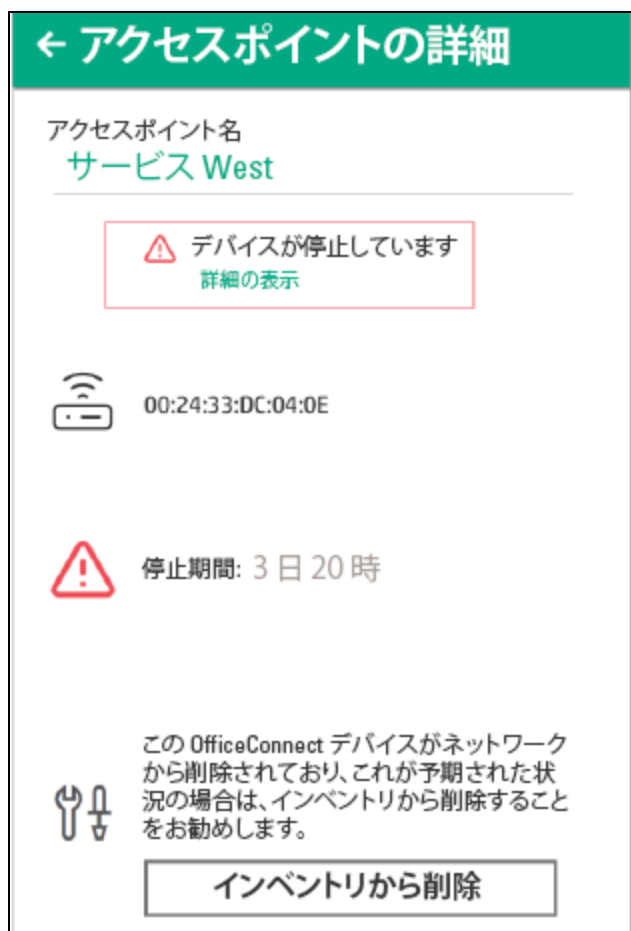 ← アクセスポイントの詳細
アクセスポイント名
サービス West
デバイスが停止しています
詳細の表示
00:24:33:DC:04:0E
停止期間: 3 日 20 時
この OfficeConnect デバイスがネットワーク
から削除されており、これが予期された状
況の場合は、インベントリから削除すること
をお勧めします。
インベントリから削除